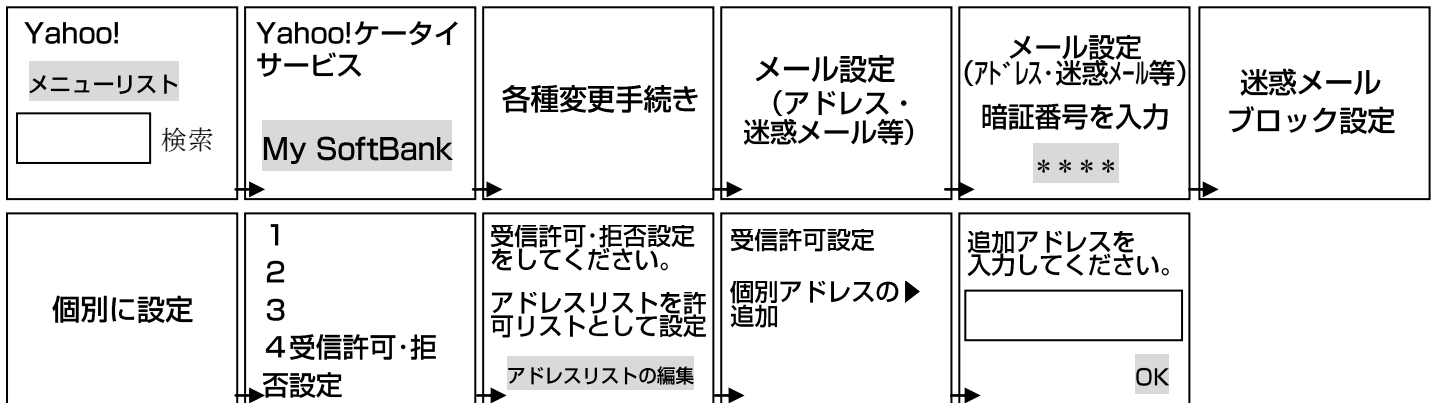 Yahoo!
メニューリスト
検索
Yahoo!ケータイ
サービス
My SoftBank
各種変更手続き
メール設定
（アドレス・
迷惑メール等）
メール設定
（ｱﾄﾞﾚｽ・迷惑ﾒｰﾙ等）
暗証番号を入力
＊＊＊＊
迷惑メール
ブロック設定
個別に設定
1
2
3
４受信許可･拒
否設定
受信許可･拒否設定
をしてください。
アドレスリストを許
可リストとして設定
アドレスリストの編集
受信許可設定
個別アドレスの▶
追加
追加アドレスを
入力してください。
OK